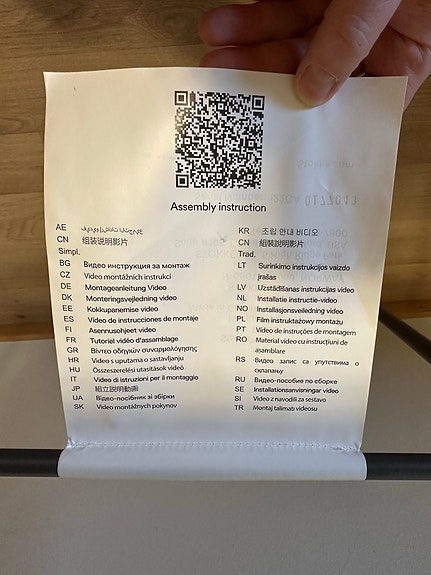 Assembly instruction
AE
CN 组装说明影片
Simpl.
BG Видео инструкция за монтаж
CZ Video montážních instrukcí
DE Montageanleitung Video
DK Monteringsvejledning video
EE Kokkupanemise video
ES Video de instrucciones de montaje
FI Asennusohjeet video
FR Tutoriel vidéo d'assemblage
GR Βίντεο οδηγιών συναρμολόγησης
HR Video s uputama o sastavljanju
HU Összeszerelési utasítások videó
IT Video di istruzioni per il montaggio
JP 組立説明動画
UA Відео-посібник зі збірки
SK Video montážnych pokynov
KR 조립 안내 비디오
CN 組裝說明影片
Trad.
LT Surinkimo instrukcijos vaizdo
įrašas
LV Uzstādīšanas instrukcijas video
NL Installatie instructie-video
NO Installasjonsveiledning video
PL Film instruktażowy montażu
PT Vídeo de instruções de montagem
RO Material video cu instrucțiuni de
asamblare
RS Видео запис са упутствима о
склапању
RU Видео-пособие по сборке
SE Installationsanvisningar video
SI Video z navodili za sestavo
TR Montaj talimatı videosu